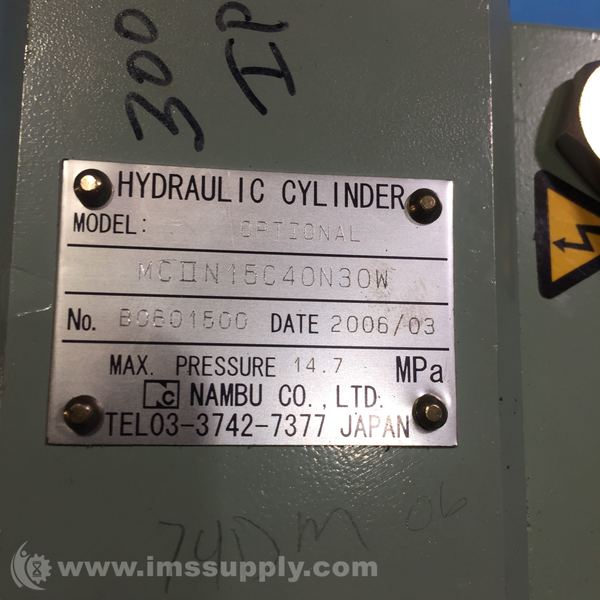 300
IP
HYDRAULIC CYLINDER
MODEL: OPTIONAL
MCⅡN15C40N30W
No. B0601500 DATE 2006/03
MAX. PRESSURE 14.7 MPa
NC NAMBU CO.,LTD.
TEL03-3742-7377 JAPAN
06
www.imssupply.com